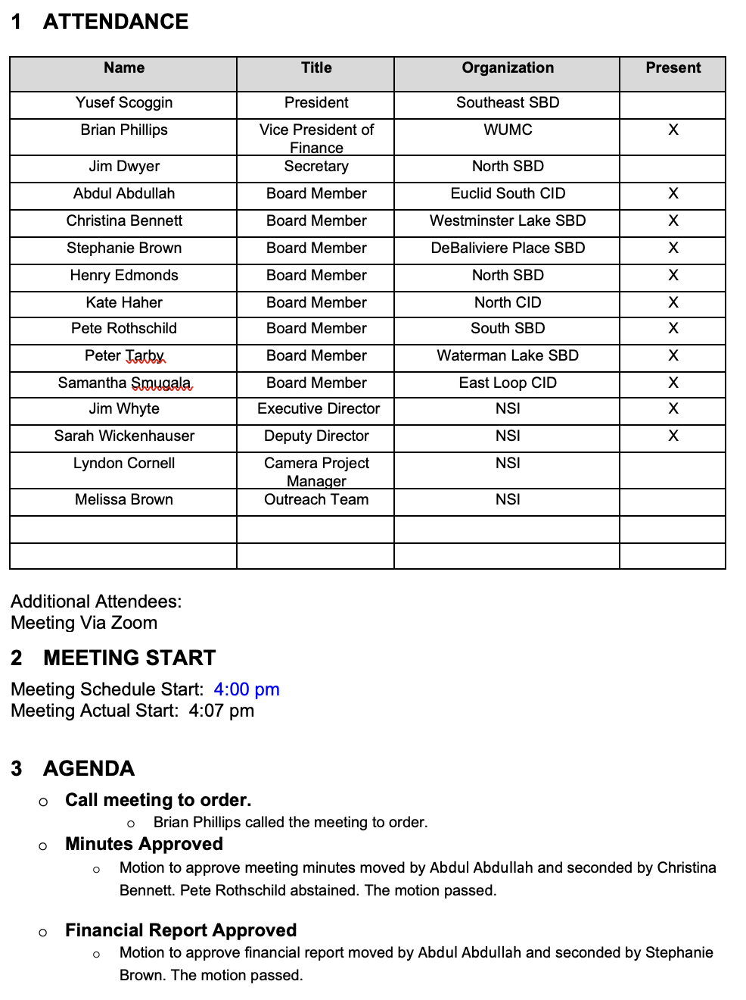 1 ATTENDANCE
Name Title Organization Present
Yusef Scoggin President Southeast SBD
Brian Phillips Vice President of WUMC X
Finance
Jim Dwyer Secretary North SBD
Abdul Abdullah Board Member Euclid South CID X
Christina Bennett Board Member Westminster Lake SBD X
Stephanie Brown Board Member DeBaliviere Place SBD X
Henry Edmonds Board Member North SBD X
Kate Haher Board Member North CID X
Pete Rothschild Board Member South SBD X
Peter Tarby Board Member Waterman Lake SBD X
Samantha Smugala Board Member East Loop CID X
Jim Whyte Executive Director NSI X
Sarah Wickenhauser Deputy Director NSI X
Lyndon Cornell Camera Project NSI
Manager
Melissa Brown Outreach Team NSI
Additional Attendees:
Meeting Via Zoom
2 MEETING START
Meeting Schedule Start: 4:00 pm
Meeting Actual Start: 4:07 pm
3 AGENDA
o Call meeting to order.
o Brian Phillips called the meeting to order.
o Minutes Approved
o Motion to approve meeting minutes moved by Abdul Abdullah and seconded by Christina
Bennett. Pete Rothschild abstained. The motion passed.
o Financial Report Approved
o Motion to approve financial report moved by Abdul Abdullah and seconded by Stephanie
Brown. The motion passed.